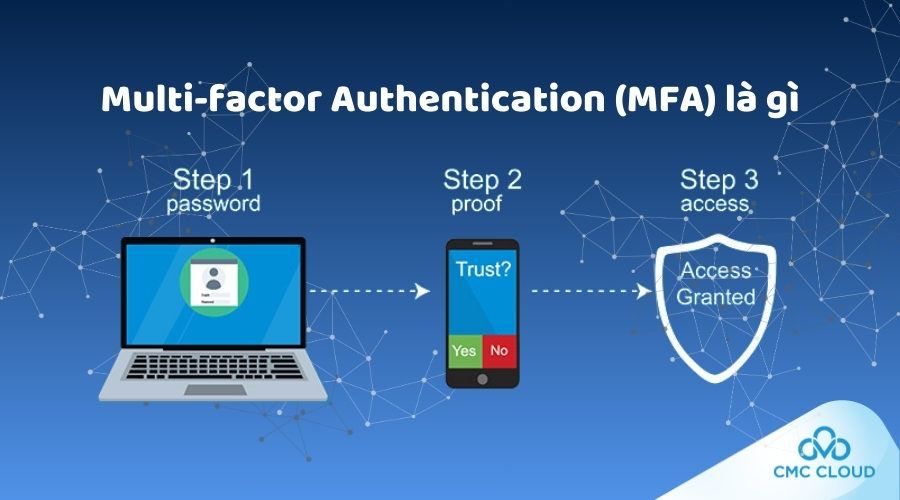 Multi-factor Authentication (MFA) là gì
Step 1
password
Step 2
proof
Step 3
access
Trust?
Yes No
Access
Granted
CMC CLOUD